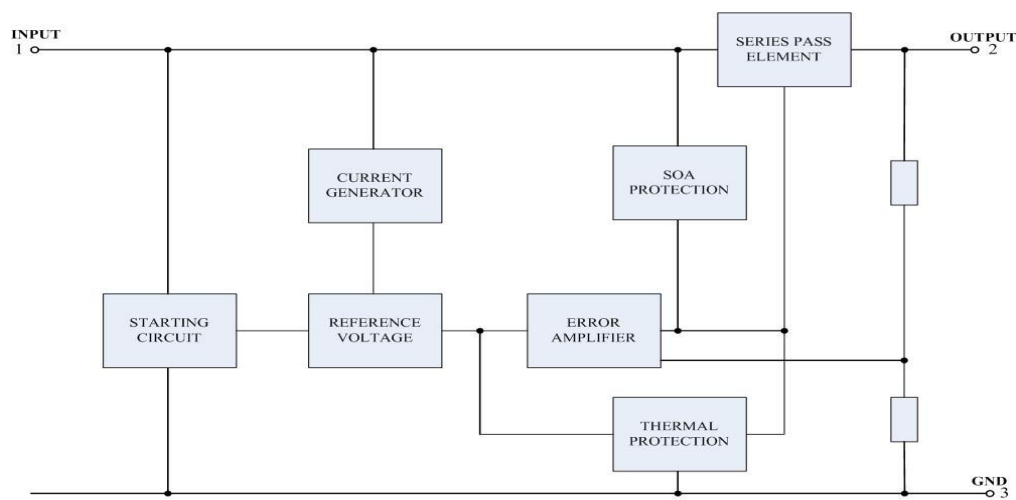 INPUT
1
SERIES PASS
ELEMENT
OUTPUT
2
CURRENT
GENERATOR
SOA
PROTECTION
STARTING
CIRCUIT
REFERENCE
VOLTAGE
ERROR
AMPLIFIER
THERMAL
PROTECTION
GND
3